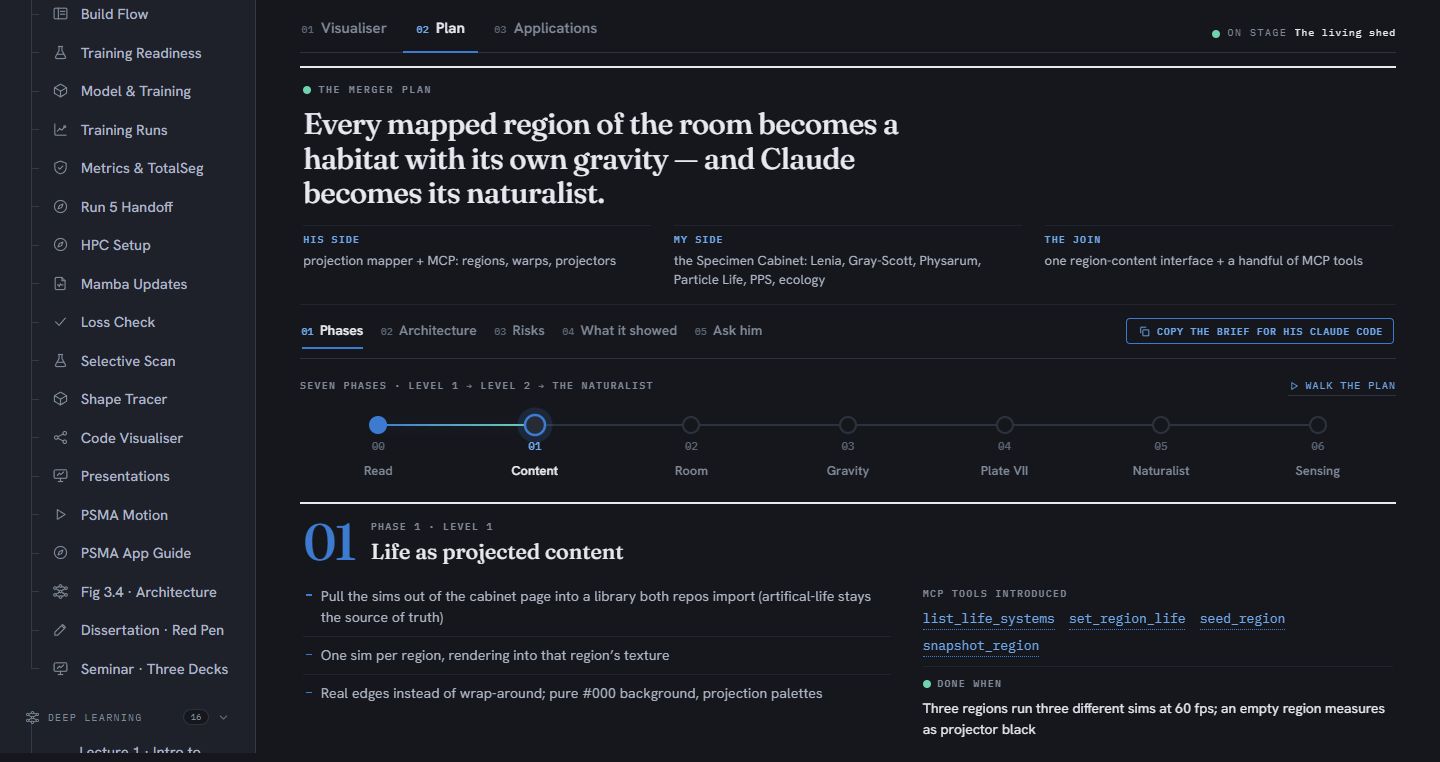 Build Flow
Training Readiness
Model & Training
Training Runs
Metrics & TotalSeg
Run 5 Handoff
HPC Setup
Mamba Updates
Loss Check
Selective Scan
Shape Tracer
Code Visualiser
Presentations
PSMA Motion
PSMA App Guide
Fig 3.4 · Architecture
Dissertation · Red Pen
Seminar · Three Decks
DEEP LEARNING 16
Lecture 1 · Intro to
01 Visualiser 02 Plan 03 Applications
ON STAGE The living shed
THE MERGER PLAN
Every mapped region of the room becomes a
habitat with its own gravity — and Claude
becomes its naturalist.
HIS SIDE
projection mapper + MCP: regions, warps, projectors
MY SIDE
the Specimen Cabinet: Lenia, Gray-Scott, Physarum,
Particle Life, PPS, ecology
THE JOIN
one region-content interface + a handful of MCP tools
01 Phases 02 Architecture 03 Risks 04 What it showed 05 Ask him
COPY THE BRIEF FOR HIS CLAUDE CODE
SEVEN PHASES · LEVEL 1 → LEVEL 2 → THE NATURALIST
WALK THE PLAN
00 01 02 03 04 05 06
Read Content Room Gravity Plate VII Naturalist Sensing
01
PHASE 1 · LEVEL 1
Life as projected content
– Pull the sims out of the cabinet page into a library both repos import (artifical-life stays
the source of truth)
– One sim per region, rendering into that region’s texture
– Real edges instead of wrap-around; pure #000 background, projection palettes
MCP TOOLS INTRODUCED
list_life_systems set_region_life seed_region
snapshot_region
DONE WHEN
Three regions run three different sims at 60 fps; an empty region measures
as projector black